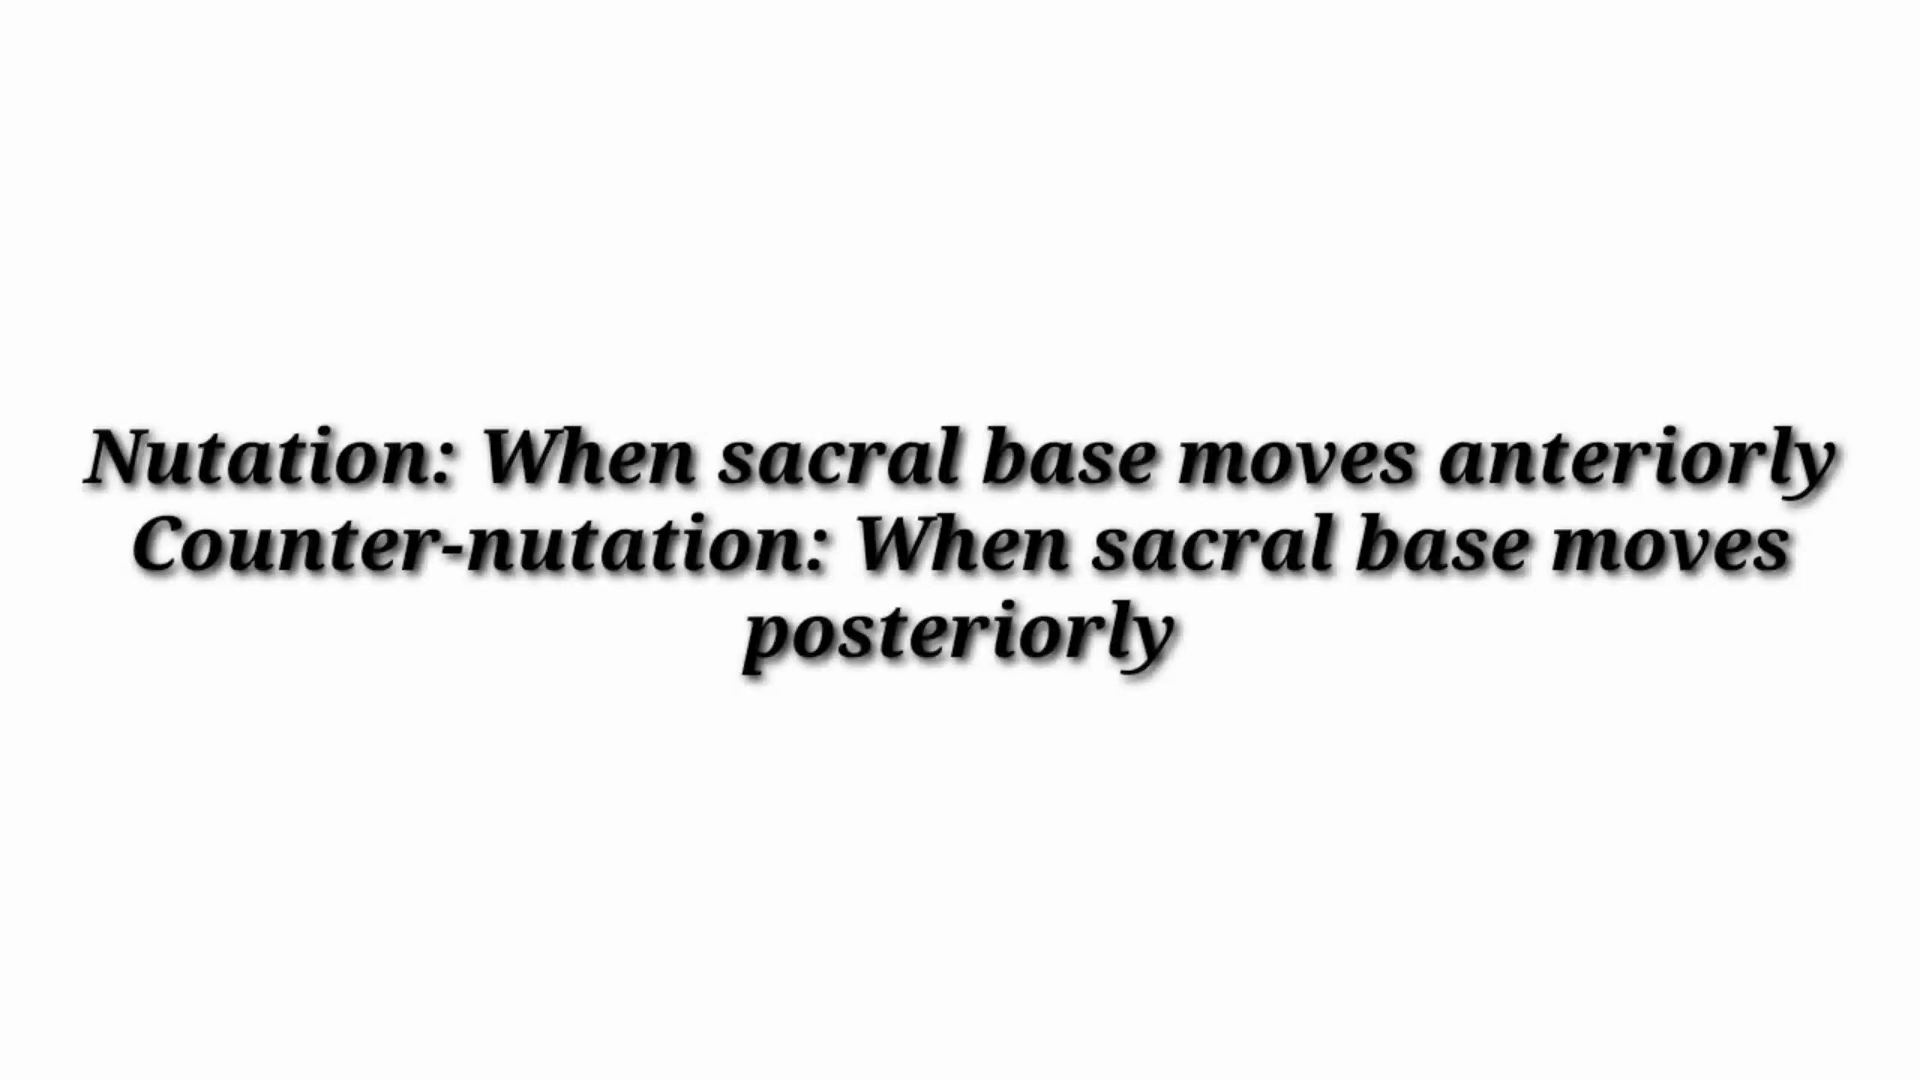 Nutation: When sacral base moves anteriorly
Counter-nutation: When sacral base moves
posteriorly